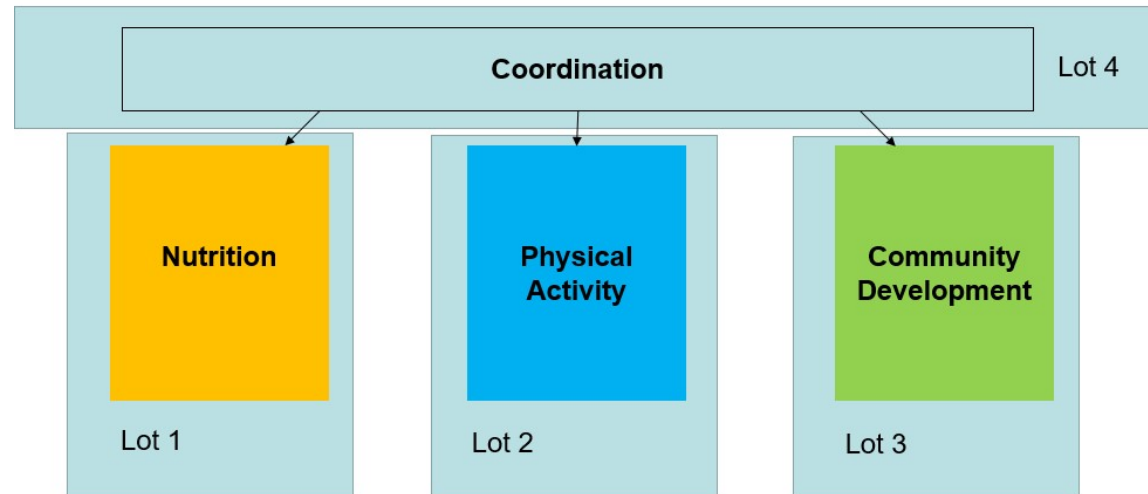 Coordination
Lot 4
Nutrition
Physical
Activity
Community
Development
Lot 1
Lot 2
Lot 3